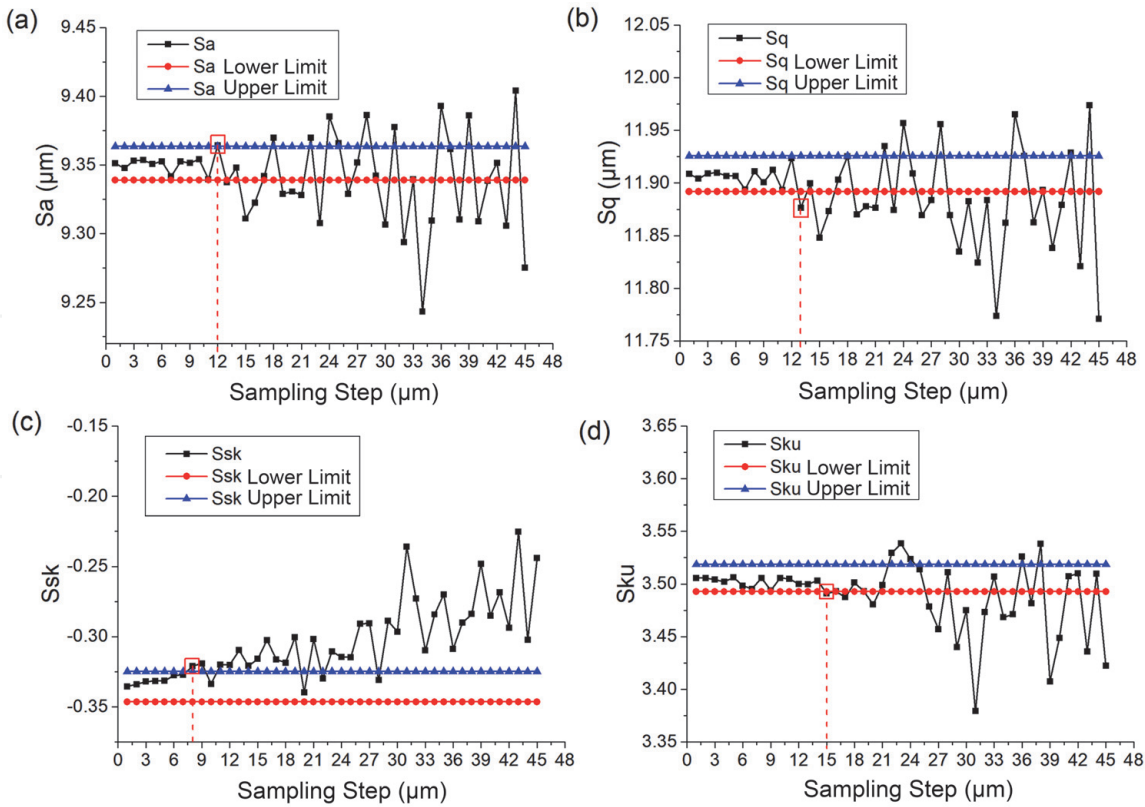 (a)
9.45
9.40
9.35
9.30
9.25
Sa (µm)
Sa
Sa Lower Limit
Sa Upper Limit
0 3 6 9 12 15 18 21 24 27 30 33 36 39 42 45 48
Sampling Step (µm)
(b)
12.05
12.00
11.95
11.90
11.85
11.80
11.75
Sq (µm)
Sq
Sq Lower Limit
Sq Upper Limit
0 3 6 9 12 15 18 21 24 27 30 33 36 39 42 45 48
Sampling Step (µm)
(c)
-0.15
-0.20
-0.25
-0.30
-0.35
Ssk
Ssk
Ssk Lower Limit
Ssk Upper Limit
0 3 6 9 12 15 18 21 24 27 30 33 36 39 42 45 48
Sampling Step (µm)
(d)
3.65
3.60
3.55
3.50
3.45
3.40
3.35
Sku
Sku
Sku Lower Limit
Sku Upper Limit
0 3 6 9 12 15 18 21 24 27 30 33 36 39 42 45 48
Sampling Step (µm)